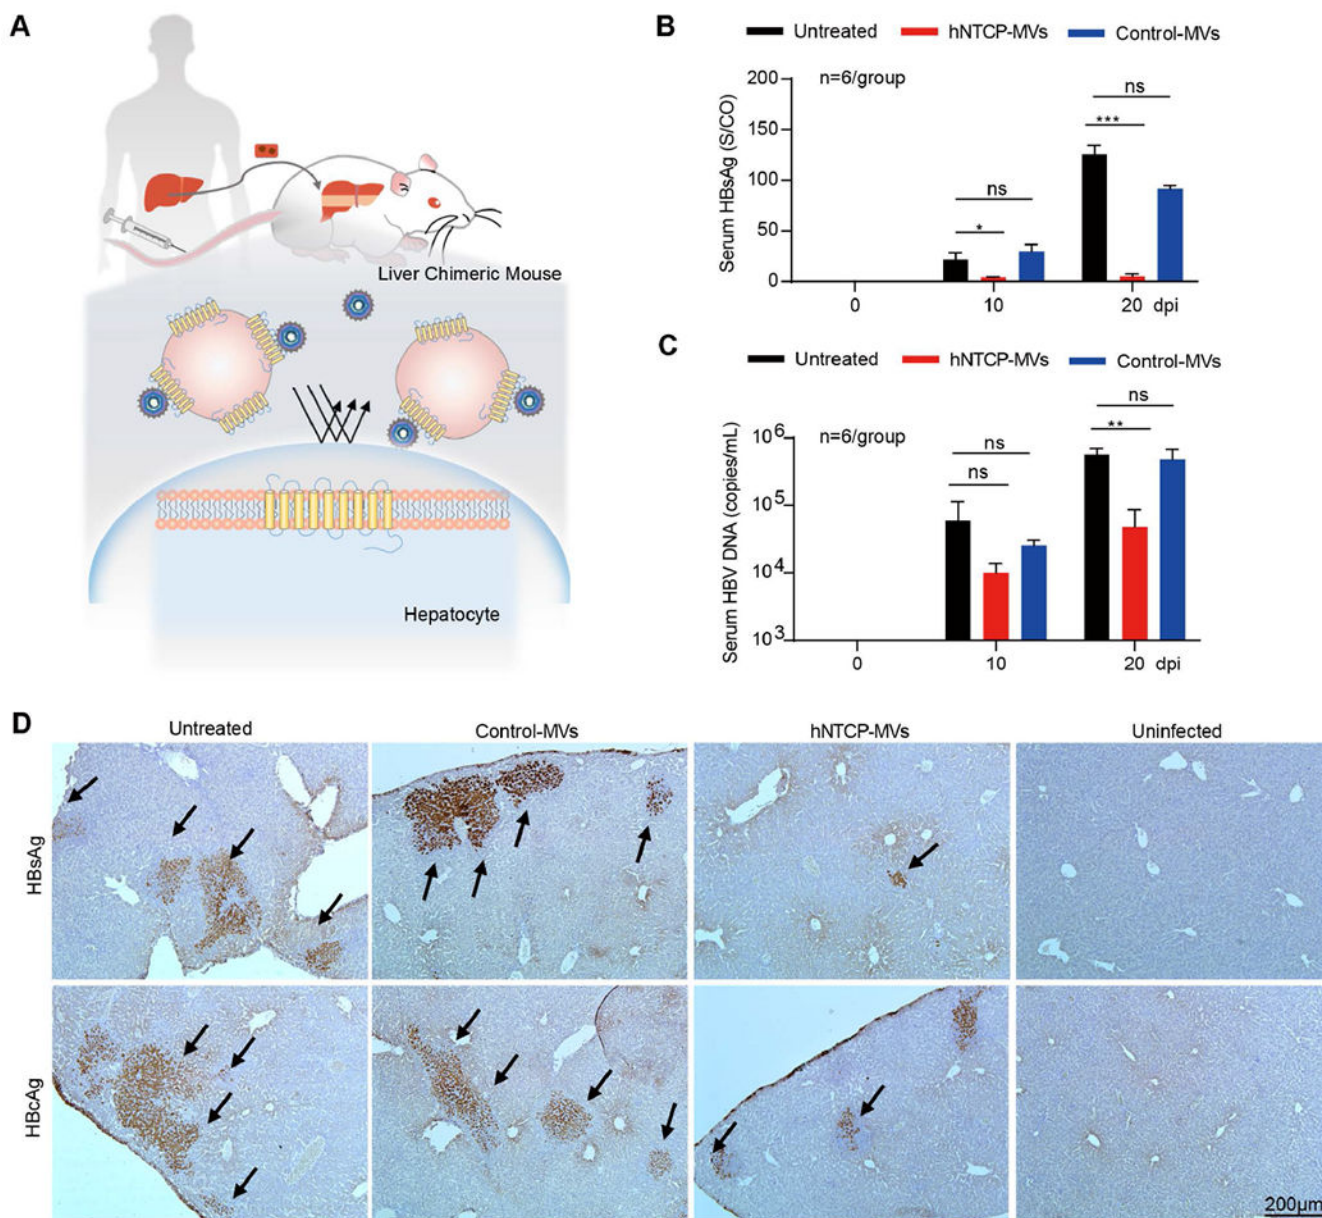 A
Liver Chimeric Mouse
Hepatocyte
B
Untreated hNTCP-MVs Control-MVs
n=6/group
Serum HBsAg (S/CO)
200
150
100
50
0
ns
*
ns
***
0 10 20 dpi
C
Untreated hNTCP-MVs Control-MVs
n=6/group
Serum HBV DNA (copies/mL)
10⁶
10⁵
10⁴
10³
ns
ns
ns
**
0 10 20 dpi
D
Untreated Control-MVs hNTCP-MVs Uninfected
HBsAg
HBcAg
200μm